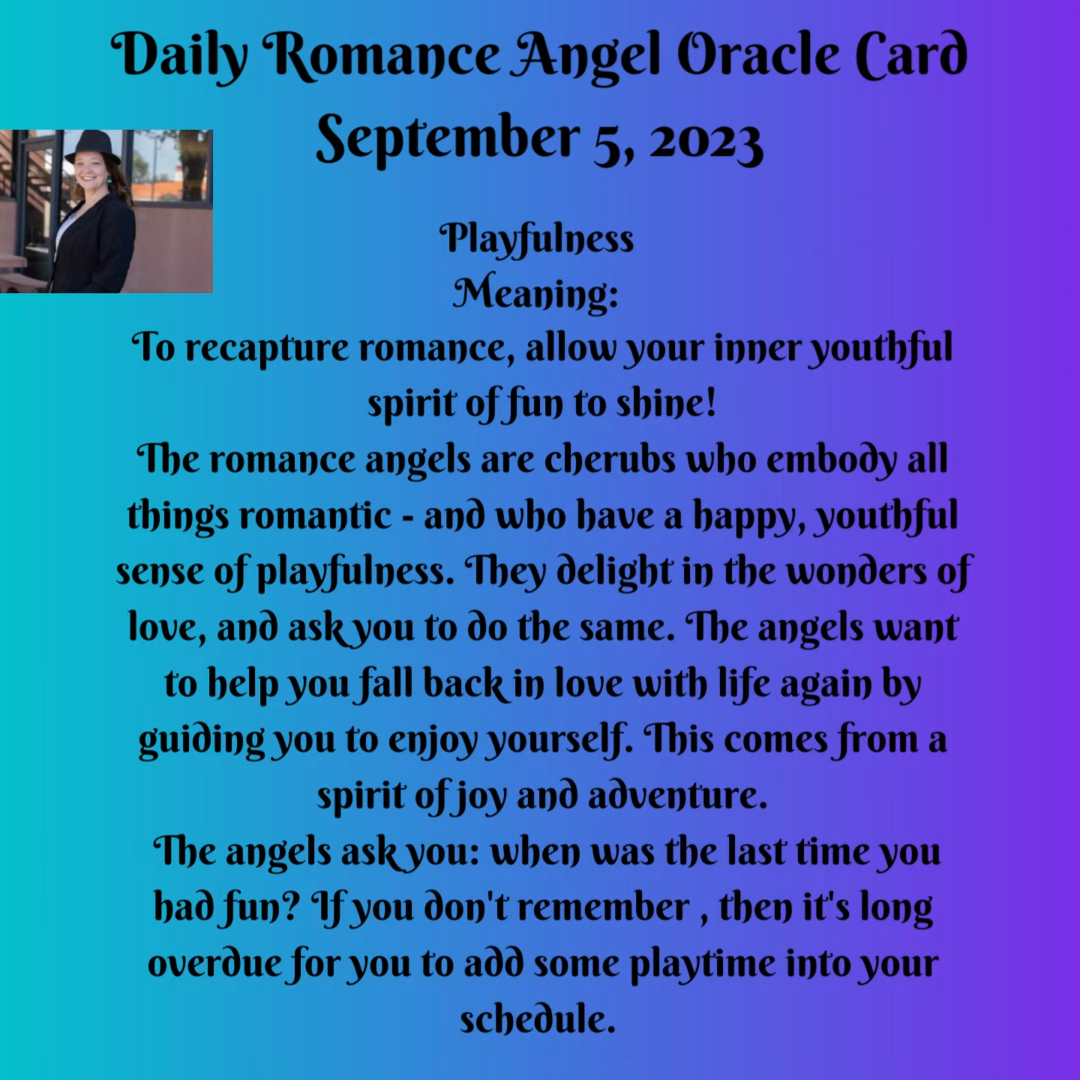 Daily Romance Angel Oracle Card
September 5, 2023
Playfulness
Meaning:
To recapture romance, allow your inner youthful
spirit of fun to shine!
The romance angels are cherubs who embody all
things romantic - and who have a happy, youthful
sense of playfulness. They delight in the wonders of
love, and ask you to do the same. The angels want
to help you fall back in love with life again by
guiding you to enjoy yourself. This comes from a
spirit of joy and adventure.
The angels ask you: when was the last time you
had fun? If you don't remember , then it's long
overdue for you to add some playtime into your
schedule.